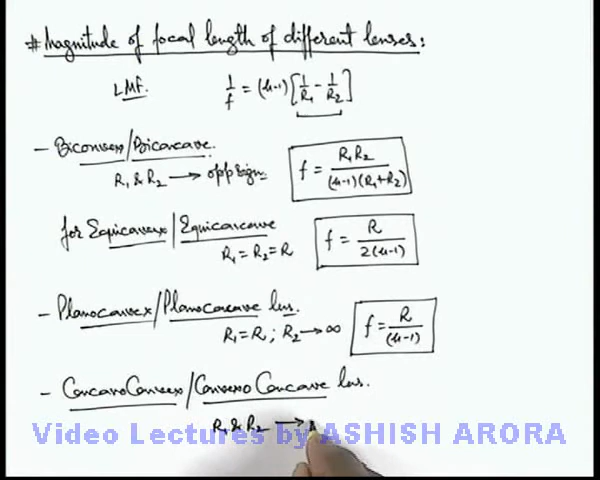 # Magnitude of focal length of different lenses:
LMF. 1/f = (μ-1) [1/R₁ - 1/R₂]
- Biconvex/Biconcave.
R₁ & R₂ → opp sign. f = R₁R₂/(μ-1)(R₁+R₂)
for Equiconvex/Equiconcave
R₁ = R₂ = R f = R/2(μ-1)
- Planoconvex/Planoconcave lens.
R₁ = R ; R₂ → ∞ f = R/(μ-1)
- ConcavoConvex/Convexo Concave lens.
R₁ & R₂ →
Video Lectures by ASHISH ARORA